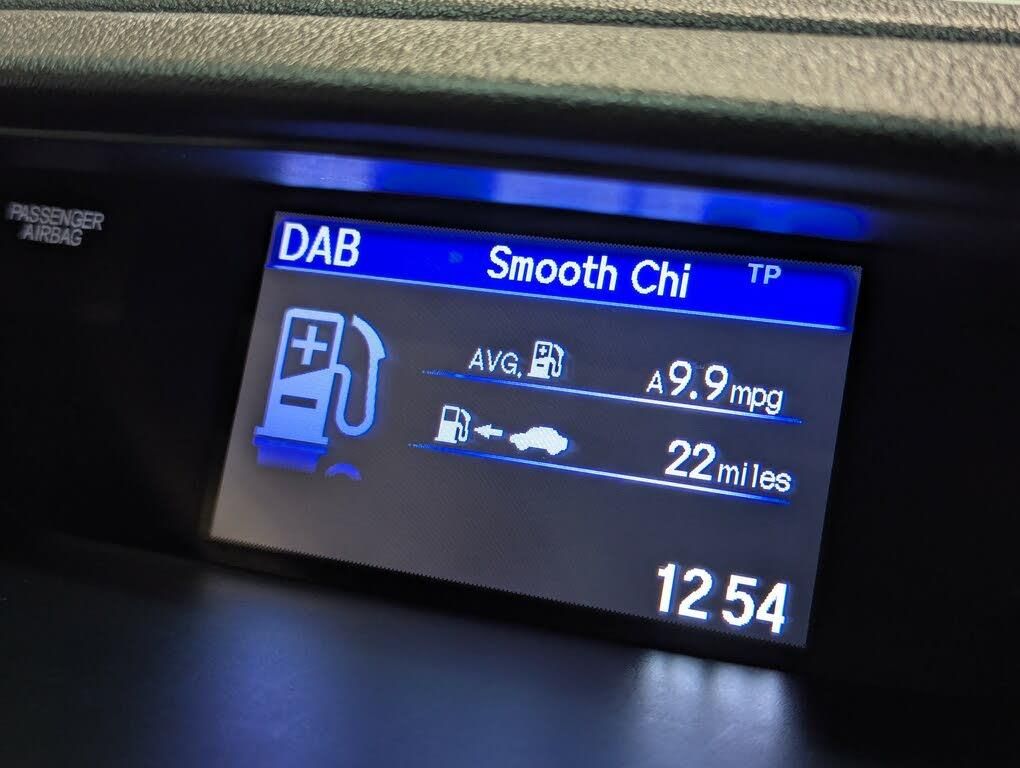 PASSENGER
AIRBAG
DAB Smooth Chi TP
AVG. A9.9mpg
22miles
12 54